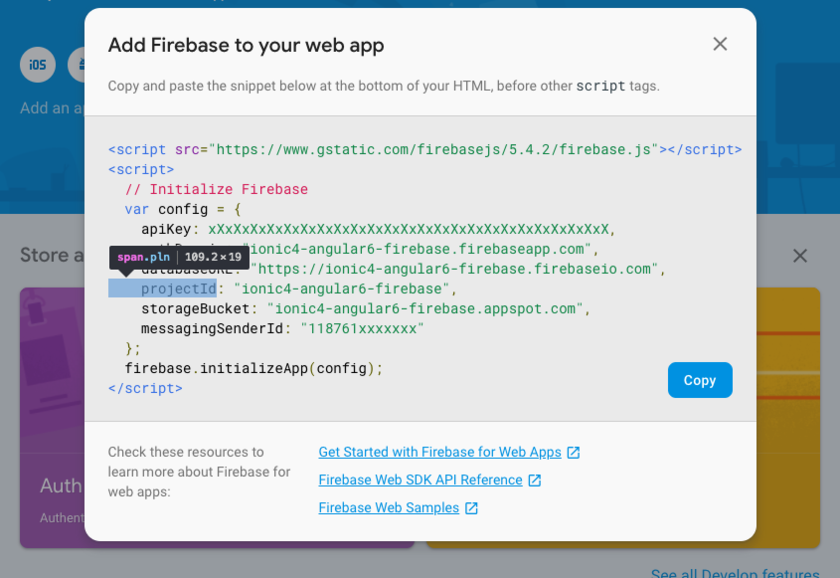 Add Firebase to your web app
iOS
Copy and paste the snippet below at the bottom of your HTML, before other script tags.
Add an
<script src="https://www.gstatic.com/firebasejs/5.4.2/firebase.js"></script>
<script>
// Initialize Firebase
var config = {
apiKey: xXxXxXxXxXxXxXxXxXxXxXxXxXxXxXxXxXxXxXxXxXxXxXxX,
"ionic4-angular6-firebase.firebaseapp.com",
Store
span.pln | 109.2×19
databaseURL: "https://ionic4-angular6-firebase.firebaseio.com",
projectId: "ionic4-angular6-firebase",
storageBucket: "ionic4-angular6-firebase.appspot.com",
messagingSenderId: "118761xxxxxxx"
};
firebase.initializeApp(config);
</script>
Copy
Check these resources to
learn more about Firebase for
web apps:
Get Started with Firebase for Web Apps
Firebase Web SDK API Reference
Firebase Web Samples
Auth
Authent
See all Develop features